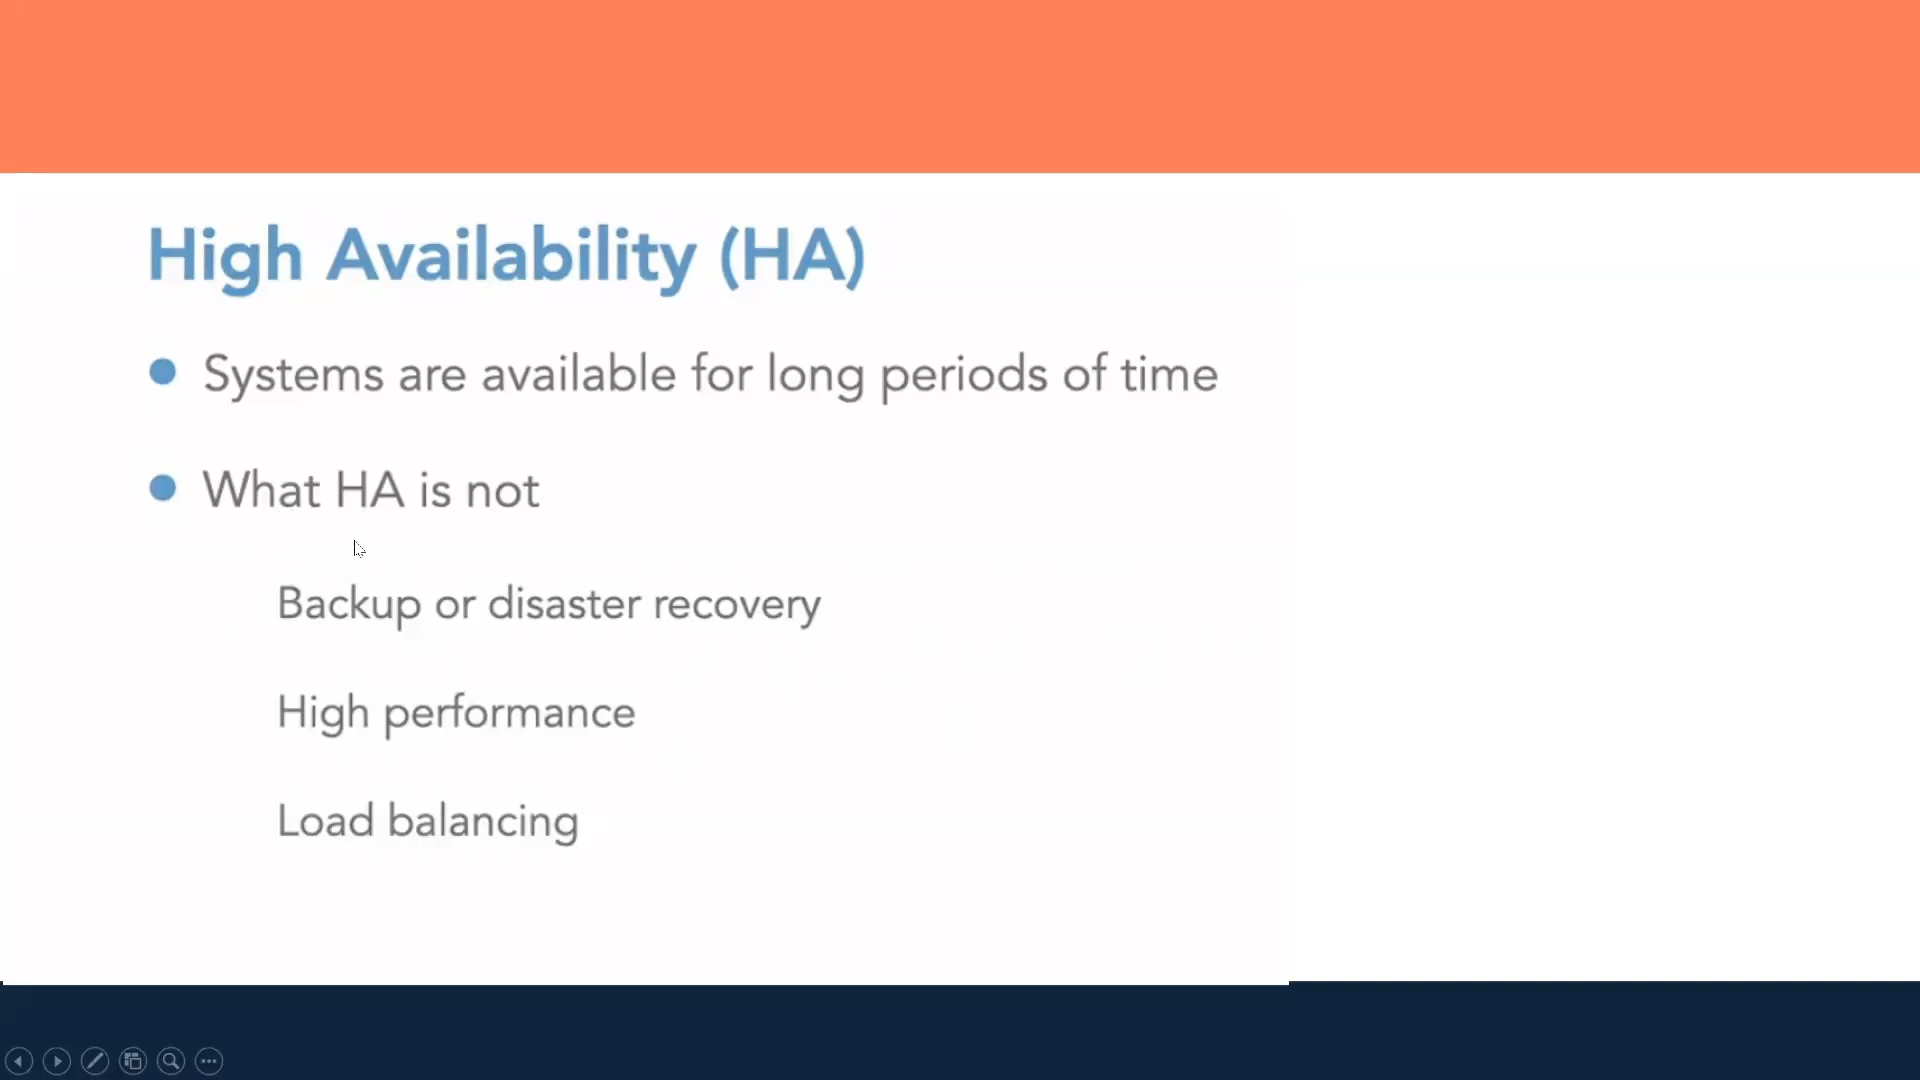 High Availability (HA)
Systems are available for long periods of time
What HA is not
Backup or disaster recovery
High performance
Load balancing